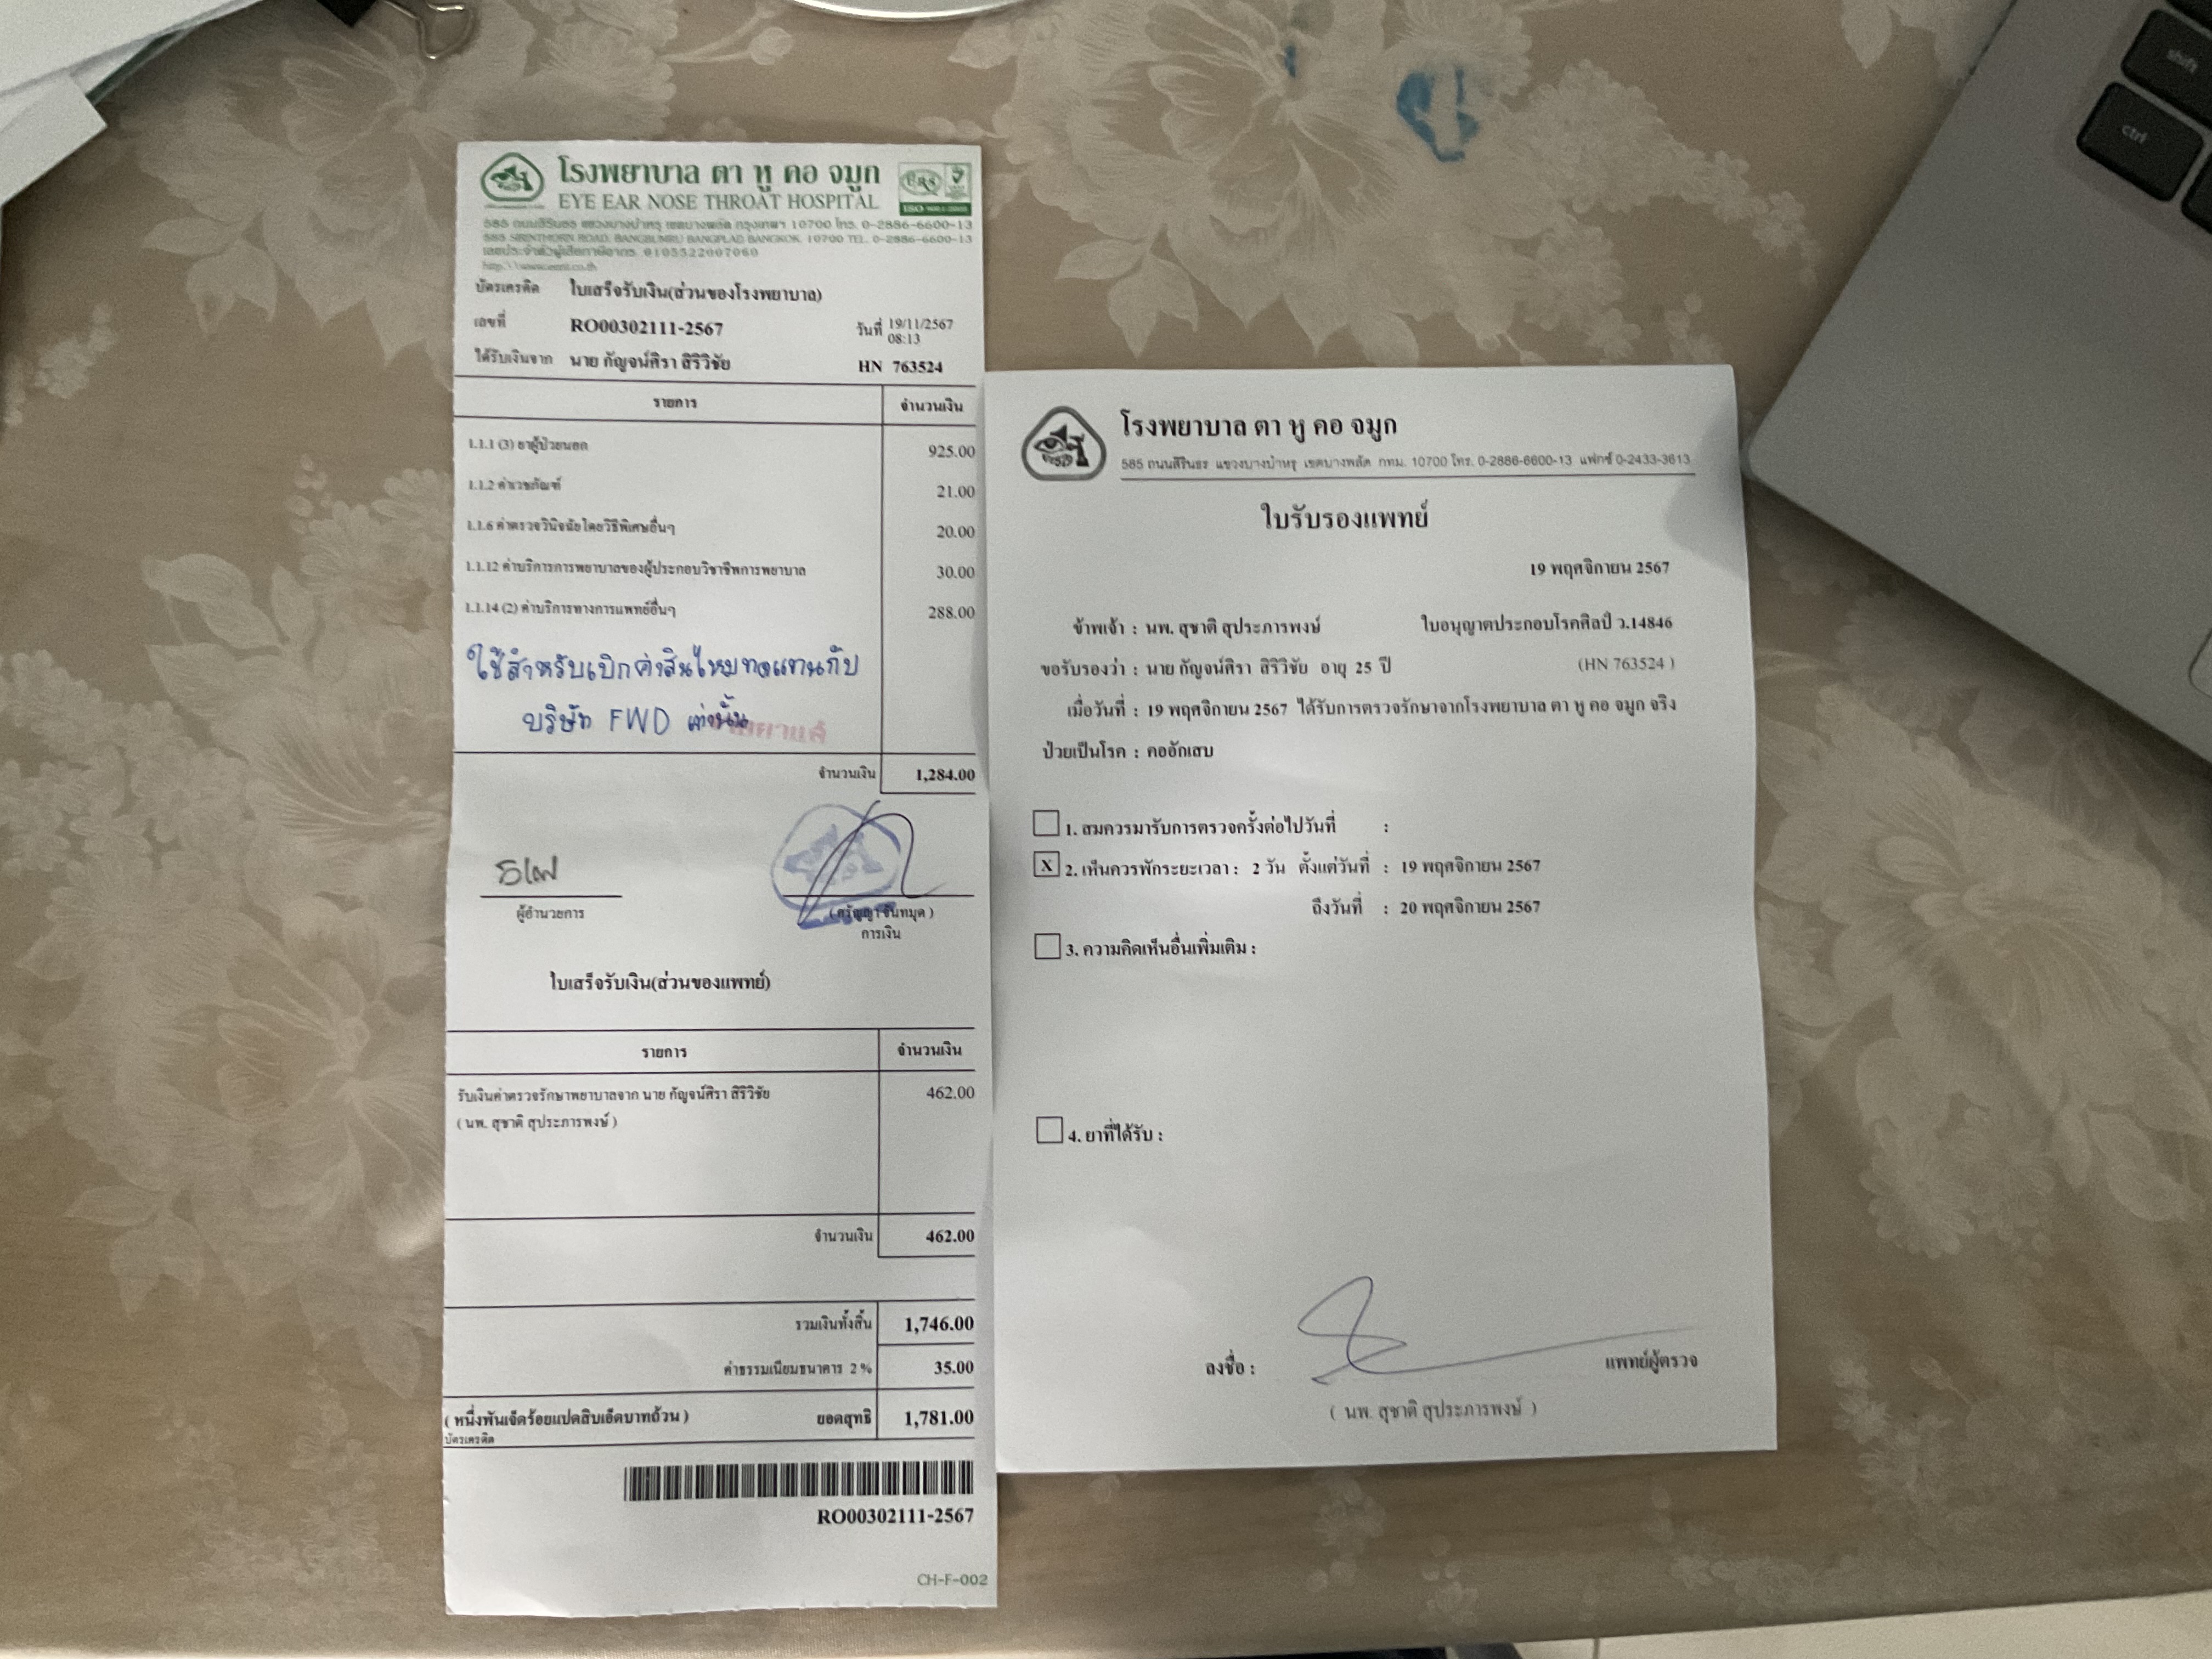 โรงพยาบาล ตา หู คอ จมูก
EYE EAR NOSE THROAT HOSPITAL
585 ถนนสิรินธร แขวงบางบำหรุ เขตบางพลัด กรุงเทพฯ 10700 โทร. 0-2886-6600-13
585 SIRINTHORN ROAD, BANGBUMRU BANGPLAD BANGKOK. 10700 TEL. 0-2886-6600-13
เลขประจำตัวผู้เสียภาษีอากร 0105522007060
บัตรเครดิต ใบเสร็จรับเงิน(ส่วนของโรงพยาบาล)
เลขที่ RO00302111-2567 วันที่ 19/11/2567
08:13
ได้รับเงินจาก นาย กัญจน์ศิรา สิริวิชัย HN 763524
รายการ จำนวนเงิน
1.1.1 (3) ยาผู้ป่วยนอก 925.00
1.1.2 ค่าเวชภัณฑ์ 21.00
1.1.6 ค่าตรวจวินิจฉัยโดยวิธีพิเศษอื่นๆ 20.00
1.1.12 ค่าบริการการพยาบาลของผู้ประกอบวิชาชีพการพยาบาล 30.00
1.1.14 (2) ค่าบริการทางการแพทย์อื่นๆ 288.00
ใช้สำหรับเบิกค่าสินไหมทดแทนกับ
บริษัท FWD เท่านั้น
จำนวนเงิน 1,284.00
ผู้อำนวยการ
จันทมุด )
การเงิน
ใบเสร็จรับเงิน(ส่วนของแพทย์)
รายการ จำนวนเงิน
รับเงินค่าตรวจรักษาพยาบาลจาก นาย กัญจน์ศิรา สิริวิชัย 462.00
( นพ. สุชาติ สุประภารพงษ์ )
จำนวนเงิน 462.00
รวมเงินทั้งสิ้น 1,746.00
ค่าธรรมเนียมธนาคาร 2 % 35.00
( หนึ่งพันเจ็ดร้อยแปดสิบเอ็ดบาทถ้วน ) ยอดสุทธิ 1,781.00
บัตรเครดิต
RO00302111-2567
CH-F-002
โรงพยาบาล ตา หู คอ จมูก
585 ถนนสิรินธร แขวงบางบำหรุ เขตบางพลัด กทม. 10700 โทร. 0-2886-6600-13 แฟกซ์ 0-2433-3613
ใบรับรองแพทย์
19 พฤศจิกายน 2567
ข้าพเจ้า : นพ. สุชาติ สุประภารพงษ์ ใบอนุญาตประกอบโรคศิลป์ ว.14846
ขอรับรองว่า : นาย กัญจน์ศิรา สิริวิชัย อายุ 25 ปี (HN 763524 )
เมื่อวันที่ : 19 พฤศจิกายน 2567 ได้รับการตรวจรักษาจากโรงพยาบาล ตา หู คอ จมูก จริง
ป่วยเป็นโรค : คออักเสบ
1. สมควรมารับการตรวจครั้งต่อไปวันที่ :
X 2. เห็นควรพักระยะเวลา : 2 วัน ตั้งแต่วันที่ : 19 พฤศจิกายน 2567
ถึงวันที่ : 20 พฤศจิกายน 2567
3. ความคิดเห็นอื่นเพิ่มเติม :
4. ยาที่ได้รับ :
ลงชื่อ : แพทย์ผู้ตรวจ
( นพ. สุชาติ สุประภารพงษ์ )
shift
ctrl